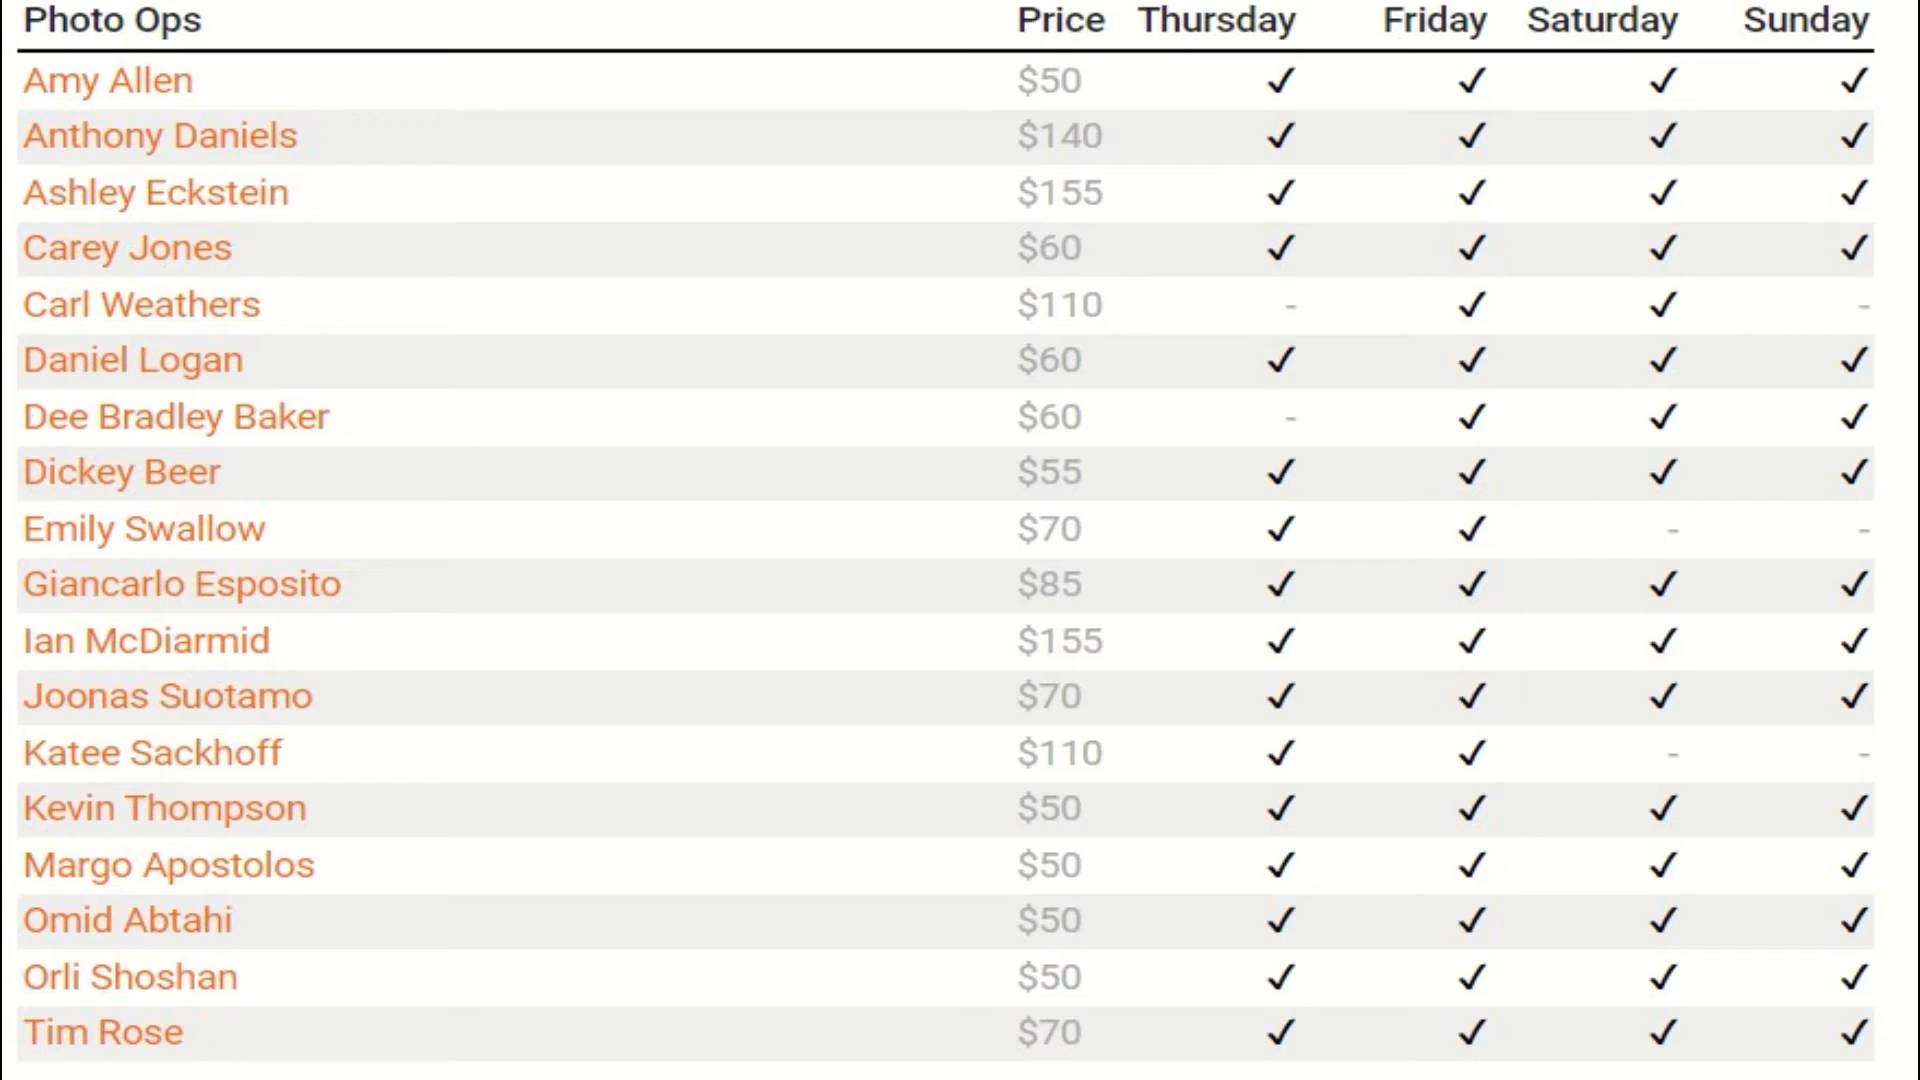 Photo Ops Price Thursday Friday Saturday Sunday
Amy Allen $50 ✓ ✓ ✓ ✓
Anthony Daniels $140 ✓ ✓ ✓ ✓
Ashley Eckstein $155 ✓ ✓ ✓ ✓
Carey Jones $60 ✓ ✓ ✓ ✓
Carl Weathers $110 - ✓ ✓ -
Daniel Logan $60 ✓ ✓ ✓ ✓
Dee Bradley Baker $60 - ✓ ✓ ✓
Dickey Beer $55 ✓ ✓ ✓ ✓
Emily Swallow $70 ✓ ✓ - -
Giancarlo Esposito $85 ✓ ✓ ✓ ✓
Ian McDiarmid $155 ✓ ✓ ✓ ✓
Joonas Suotamo $70 ✓ ✓ ✓ ✓
Katee Sackhoff $110 ✓ ✓ - -
Kevin Thompson $50 ✓ ✓ ✓ ✓
Margo Apostolos $50 ✓ ✓ ✓ ✓
Omid Abtahi $50 ✓ ✓ ✓ ✓
Orli Shoshan $50 ✓ ✓ ✓ ✓
Tim Rose $70 ✓ ✓ ✓ ✓